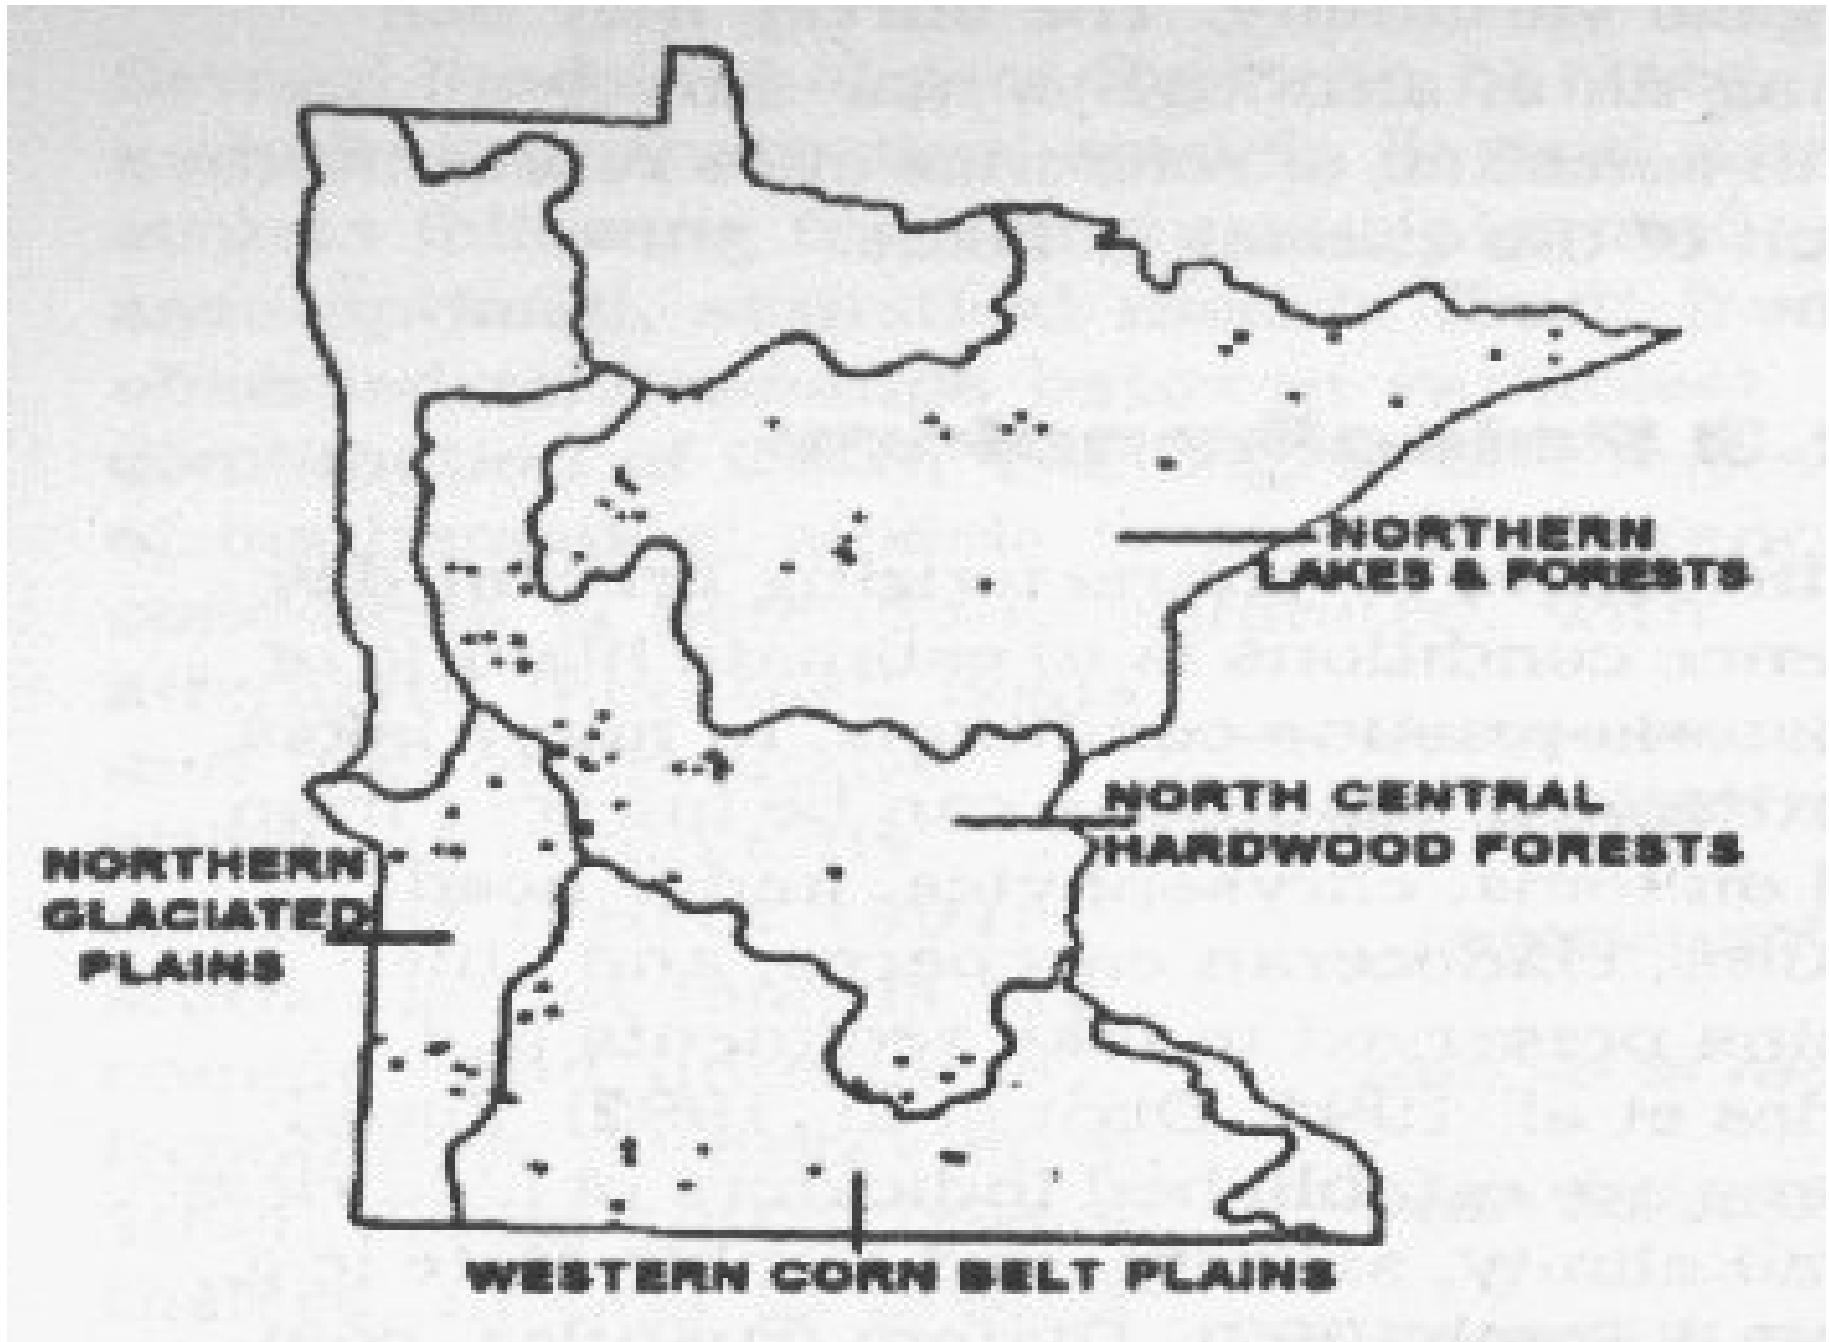 NORTHERN
LAKES & FORESTS
NORTH CENTRAL
HARDWOOD FORESTS
NORTHERN
GLACIATED
PLAINS
WESTERN CORN BELT PLAINS